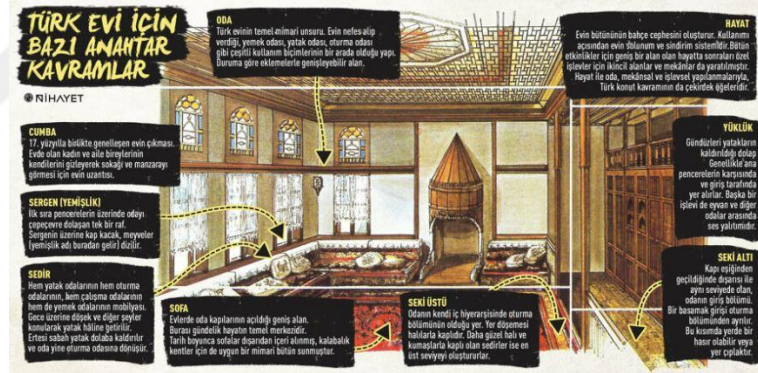 TÜRK EVİ İÇİN
BAZI ANAHTAR
KAVRAMLAR
NİHAYET
ODA
Türk evinin temel mimari unsuru. Evin nefes alıp
verdiği, yemek odası, yatak odası, oturma odası
gibi çeşitli kullanım biçimlerinin bir arada olduğu yapı.
Duruma göre eklemelerle genişleyebilir alan.
HAYAT
Evin bütününün bahçe cephesini oluşturur. Kullanımı
açısından evin solunum ve sindirim sistemidir. Bütün
etkinlikler için geniş bir alan olan hayatta sonraları özel
işlevler için ikincil alanlar ve mekânlar da yaratılmıştır.
Hayat ile oda, mekânsal ve işlevsel yapılanmalarıyla,
Türk konut kavramının da çekirdek öğeleridir.
CUMBA
17. yüzyılla birlikte genelleşen evin çıkması.
Evde olan kadın ve aile bireylerinin
kendilerini gizleyerek sokağı ve manzarayı
görmesi için evin uzantısı.
SERGEN (YEMİŞLİK)
İlk sıra pencerelerin üzerinde odayı
çepeçevre dolaşan tek bir raf.
Sergenin üzerine kap kacak, meyveler
(yemişlik adı buradan gelir) dizilir.
SEDİR
Hem yatak odalarının hem oturma
odalarının, hem çalışma odalarının
hem de yemek odalarının mobilyası.
Gece üzerine döşek ve diğer şeyler
konularak yatak hâline getirilir.
Ertesi sabah yatak dolaba kaldırılır
ve oda yine oturma odasına dönüşür.
SOFA
Evlerde oda kapılarının açıldığı geniş alan.
Burası gündelik hayatın temel merkezidir.
Tarih boyunca sofalar dışarıdan içeri alınmış, kalabalık
kentler için de uygun bir mimari bütün sunmuştur.
SEKİ ÜSTÜ
Odanın kendi iç hiyerarşisinde oturma
bölümünün olduğu yer. Yer döşemesi
halılarla kaplıdır. Daha güzel halı ve
kumaşlarla kaplı olan sedirler ise en
üst seviyeyi oluştururlar.
YÜKLÜK
Gündüzleri yatakların
kaldırıldığı dolap
Genellikle ana
pencerelerin karşısında
ve giriş tarafında
yer alırlar. Başka bir
işlevi de eyvan ve diğer
odalar arasında
ses yalıtımıdır.
SEKİ ALTI
Kapı eşiğinden
geçildiğinde dışarısı ile
aynı seviyede olan,
odanın giriş bölümü.
Bir basamak girişi oturma
bölümünden ayırır.
Bu kısımda yerde bir
hasır olabilir veya
yer çıplaktır.